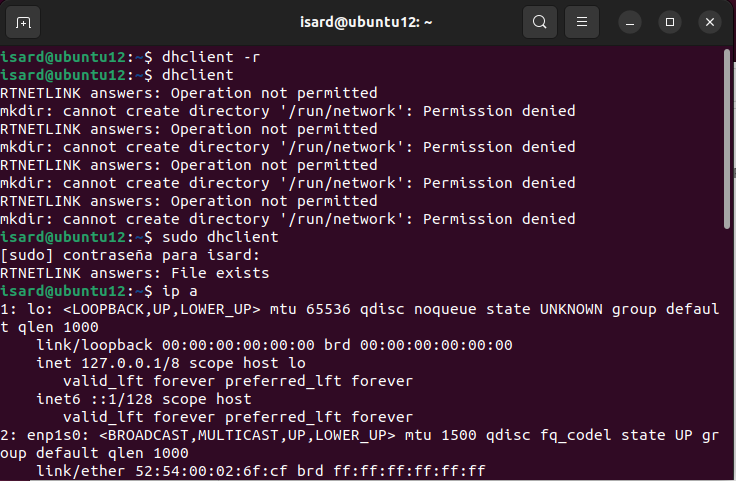 isard@ubuntu12: ~
isard@ubuntu12:~$ dhclient -r
isard@ubuntu12:~$ dhclient
RTNETLINK answers: Operation not permitted
mkdir: cannot create directory '/run/network': Permission denied
RTNETLINK answers: Operation not permitted
mkdir: cannot create directory '/run/network': Permission denied
RTNETLINK answers: Operation not permitted
mkdir: cannot create directory '/run/network': Permission denied
RTNETLINK answers: Operation not permitted
mkdir: cannot create directory '/run/network': Permission denied
isard@ubuntu12:~$ sudo dhclient
[sudo] contraseña para isard:
RTNETLINK answers: File exists
isard@ubuntu12:~$ ip a
1: lo: <LOOPBACK,UP,LOWER_UP> mtu 65536 qdisc noqueue state UNKNOWN group defaul
t qlen 1000
    link/loopback 00:00:00:00:00:00 brd 00:00:00:00:00:00
    inet 127.0.0.1/8 scope host lo
       valid_lft forever preferred_lft forever
    inet6 ::1/128 scope host
       valid_lft forever preferred_lft forever
2: enp1s0: <BROADCAST,MULTICAST,UP,LOWER_UP> mtu 1500 qdisc fq_codel state UP gr
oup default qlen 1000
    link/ether 52:54:00:02:6f:cf brd ff:ff:ff:ff:ff:ff